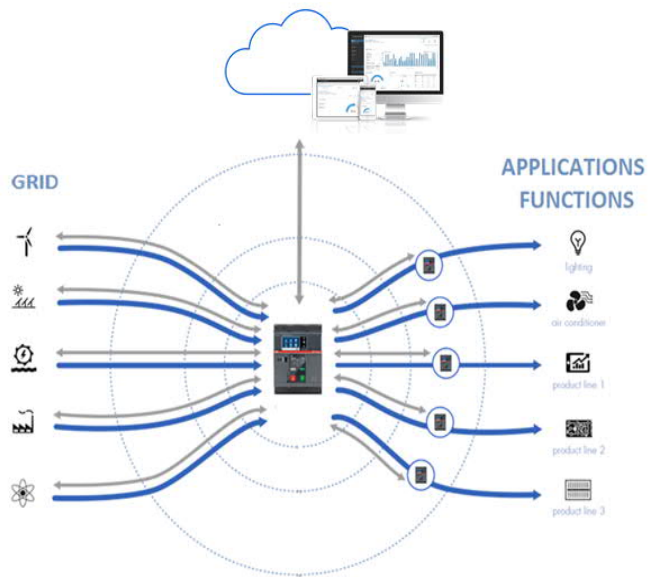 GRID
APPLICATIONS
FUNCTIONS
lighting
air conditioner
product line 1
product line 2
product line 3